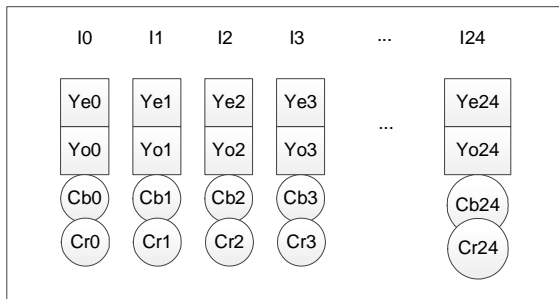 I0 I1 I2 I3 ... I24
Ye0 Ye1 Ye2 Ye3 Ye24
...
Yo0 Yo1 Yo2 Yo3 Yo24
Cb0 Cb1 Cb2 Cb3 Cb24
Cr0 Cr1 Cr2 Cr3 Cr24